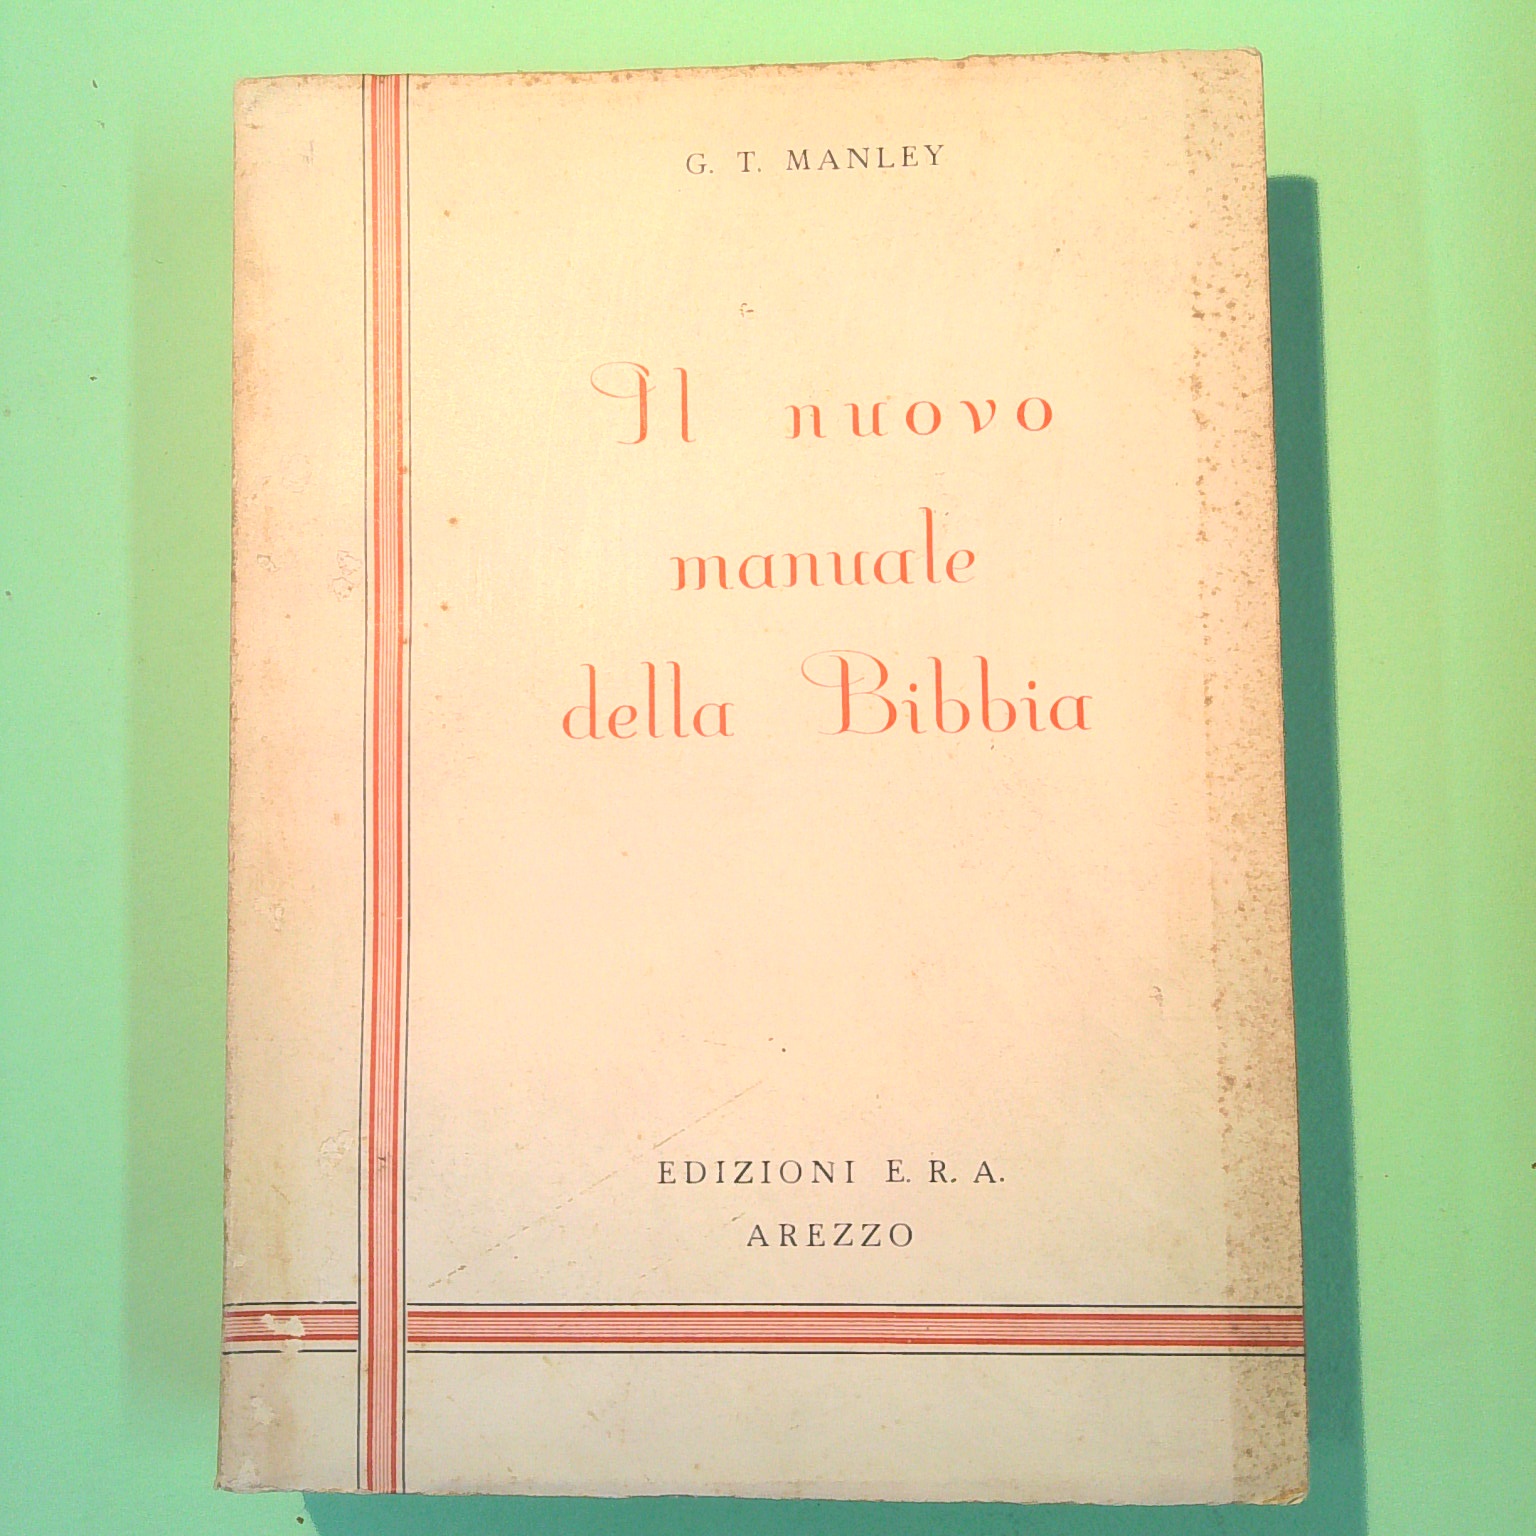 G. T. MANLEY
Il nuovo
manuale
della Bibbia
EDIZIONI E. R. A.
AREZZO